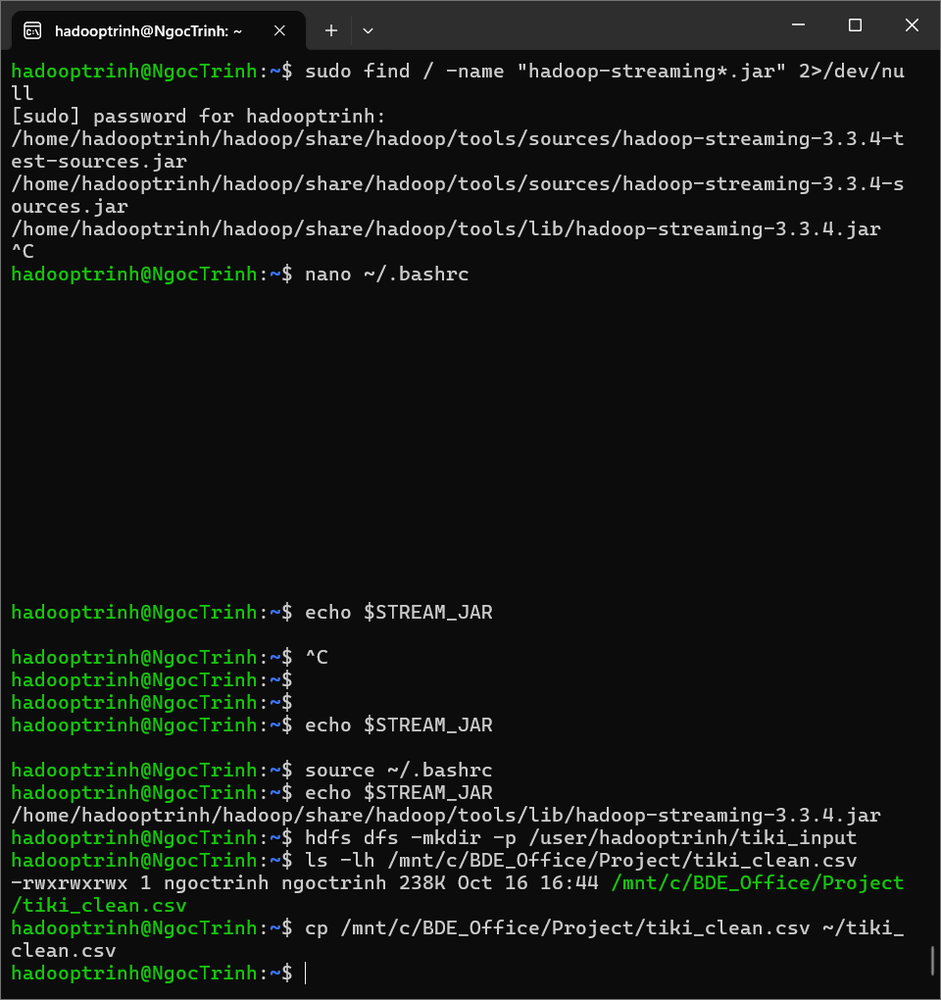 hadooptrinh@NgocTrinh: ~
hadooptrinh@NgocTrinh:~$ sudo find / -name "hadoop-streaming*.jar" 2>/dev/nu
ll
[sudo] password for hadooptrinh:
/home/hadooptrinh/hadoop/share/hadoop/tools/sources/hadoop-streaming-3.3.4-t
est-sources.jar
/home/hadooptrinh/hadoop/share/hadoop/tools/sources/hadoop-streaming-3.3.4-s
ources.jar
/home/hadooptrinh/hadoop/share/hadoop/tools/lib/hadoop-streaming-3.3.4.jar
^C
hadooptrinh@NgocTrinh:~$ nano ~/.bashrc
hadooptrinh@NgocTrinh:~$ echo $STREAM_JAR
hadooptrinh@NgocTrinh:~$ ^C
hadooptrinh@NgocTrinh:~$
hadooptrinh@NgocTrinh:~$
hadooptrinh@NgocTrinh:~$ echo $STREAM_JAR
hadooptrinh@NgocTrinh:~$ source ~/.bashrc
hadooptrinh@NgocTrinh:~$ echo $STREAM_JAR
/home/hadooptrinh/hadoop/share/hadoop/tools/lib/hadoop-streaming-3.3.4.jar
hadooptrinh@NgocTrinh:~$ hdfs dfs -mkdir -p /user/hadooptrinh/tiki_input
hadooptrinh@NgocTrinh:~$ ls -lh /mnt/c/BDE_Office/Project/tiki_clean.csv
-rwxrwxrwx 1 ngoctrinh ngoctrinh 238K Oct 16 16:44 /mnt/c/BDE_Office/Project
/tiki_clean.csv
hadooptrinh@NgocTrinh:~$ cp /mnt/c/BDE_Office/Project/tiki_clean.csv ~/tiki_
clean.csv
hadooptrinh@NgocTrinh:~$